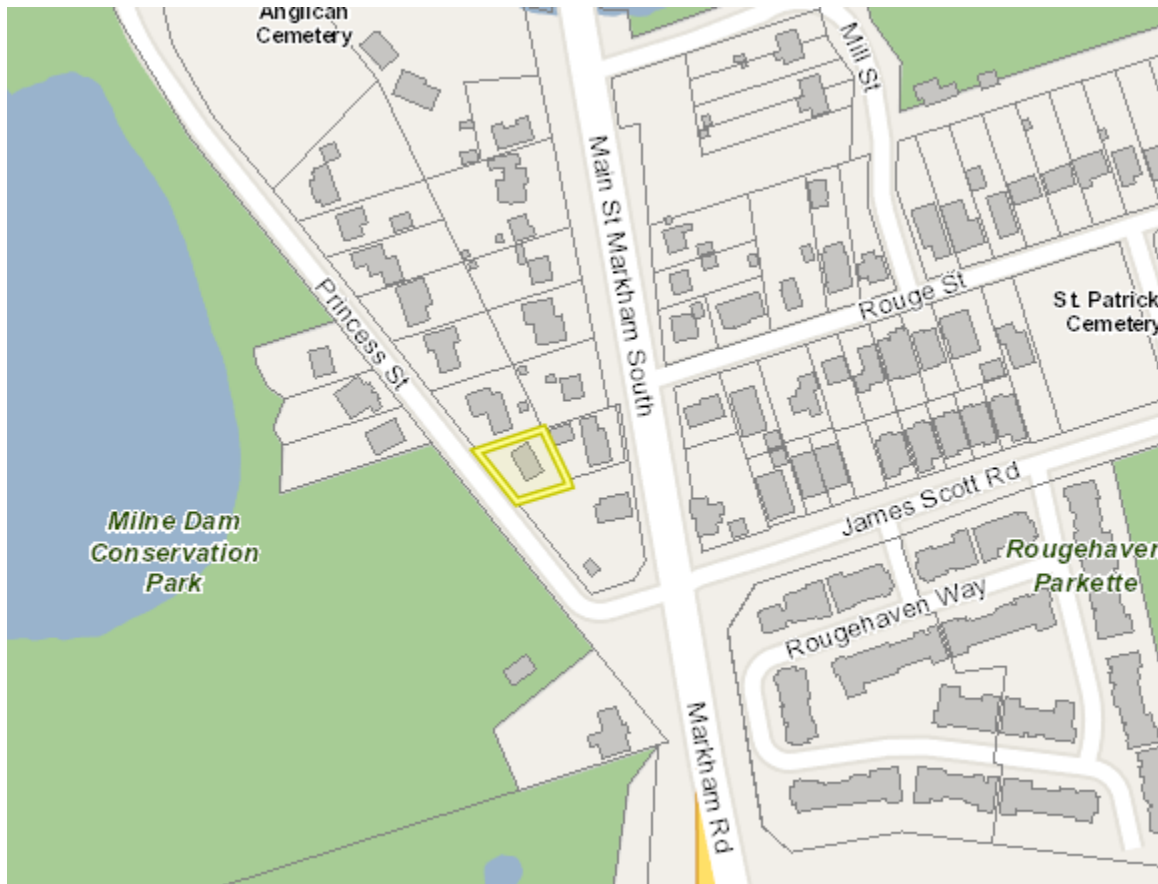 Anglican
Cemetery
Mill St
Main St Markham South
Princess St
Rouge St
St. Patrick
Cemetery
James Scott Rd
Milne Dam
Conservation
Park
Rougehaven
Parkette
Rougehaven Way
Markham Rd